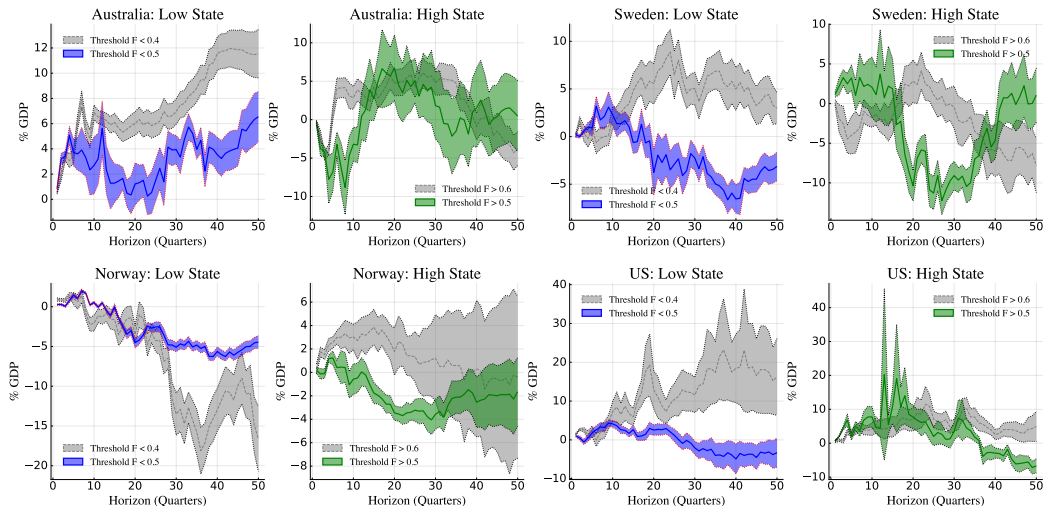 Australia: Low State
12
10
8
6
4
2
0
% GDP
Threshold F < 0.4
Threshold F < 0.5
0 10 20 30 40 50
Horizon (Quarters)
Australia: High State
10
5
0
−5
−10
% GDP
Threshold F > 0.6
Threshold F > 0.5
0 10 20 30 40 50
Horizon (Quarters)
Sweden: Low State
10
5
0
−5
% GDP
Threshold F < 0.4
Threshold F < 0.5
0 10 20 30 40 50
Horizon (Quarters)
Sweden: High State
10
5
0
−5
−10
% GDP
Threshold F > 0.6
Threshold F > 0.5
0 10 20 30 40 50
Horizon (Quarters)
Norway: Low State
0
−5
−10
−15
−20
% GDP
Threshold F < 0.4
Threshold F < 0.5
0 10 20 30 40 50
Horizon (Quarters)
Norway: High State
6
4
2
0
−2
−4
−6
−8
% GDP
Threshold F > 0.6
Threshold F > 0.5
0 10 20 30 40 50
Horizon (Quarters)
US: Low State
40
30
20
10
0
−10
% GDP
Threshold F < 0.4
Threshold F < 0.5
0 10 20 30 40 50
Horizon (Quarters)
US: High State
40
30
20
10
0
−10
% GDP
Threshold F > 0.6
Threshold F > 0.5
0 10 20 30 40 50
Horizon (Quarters)